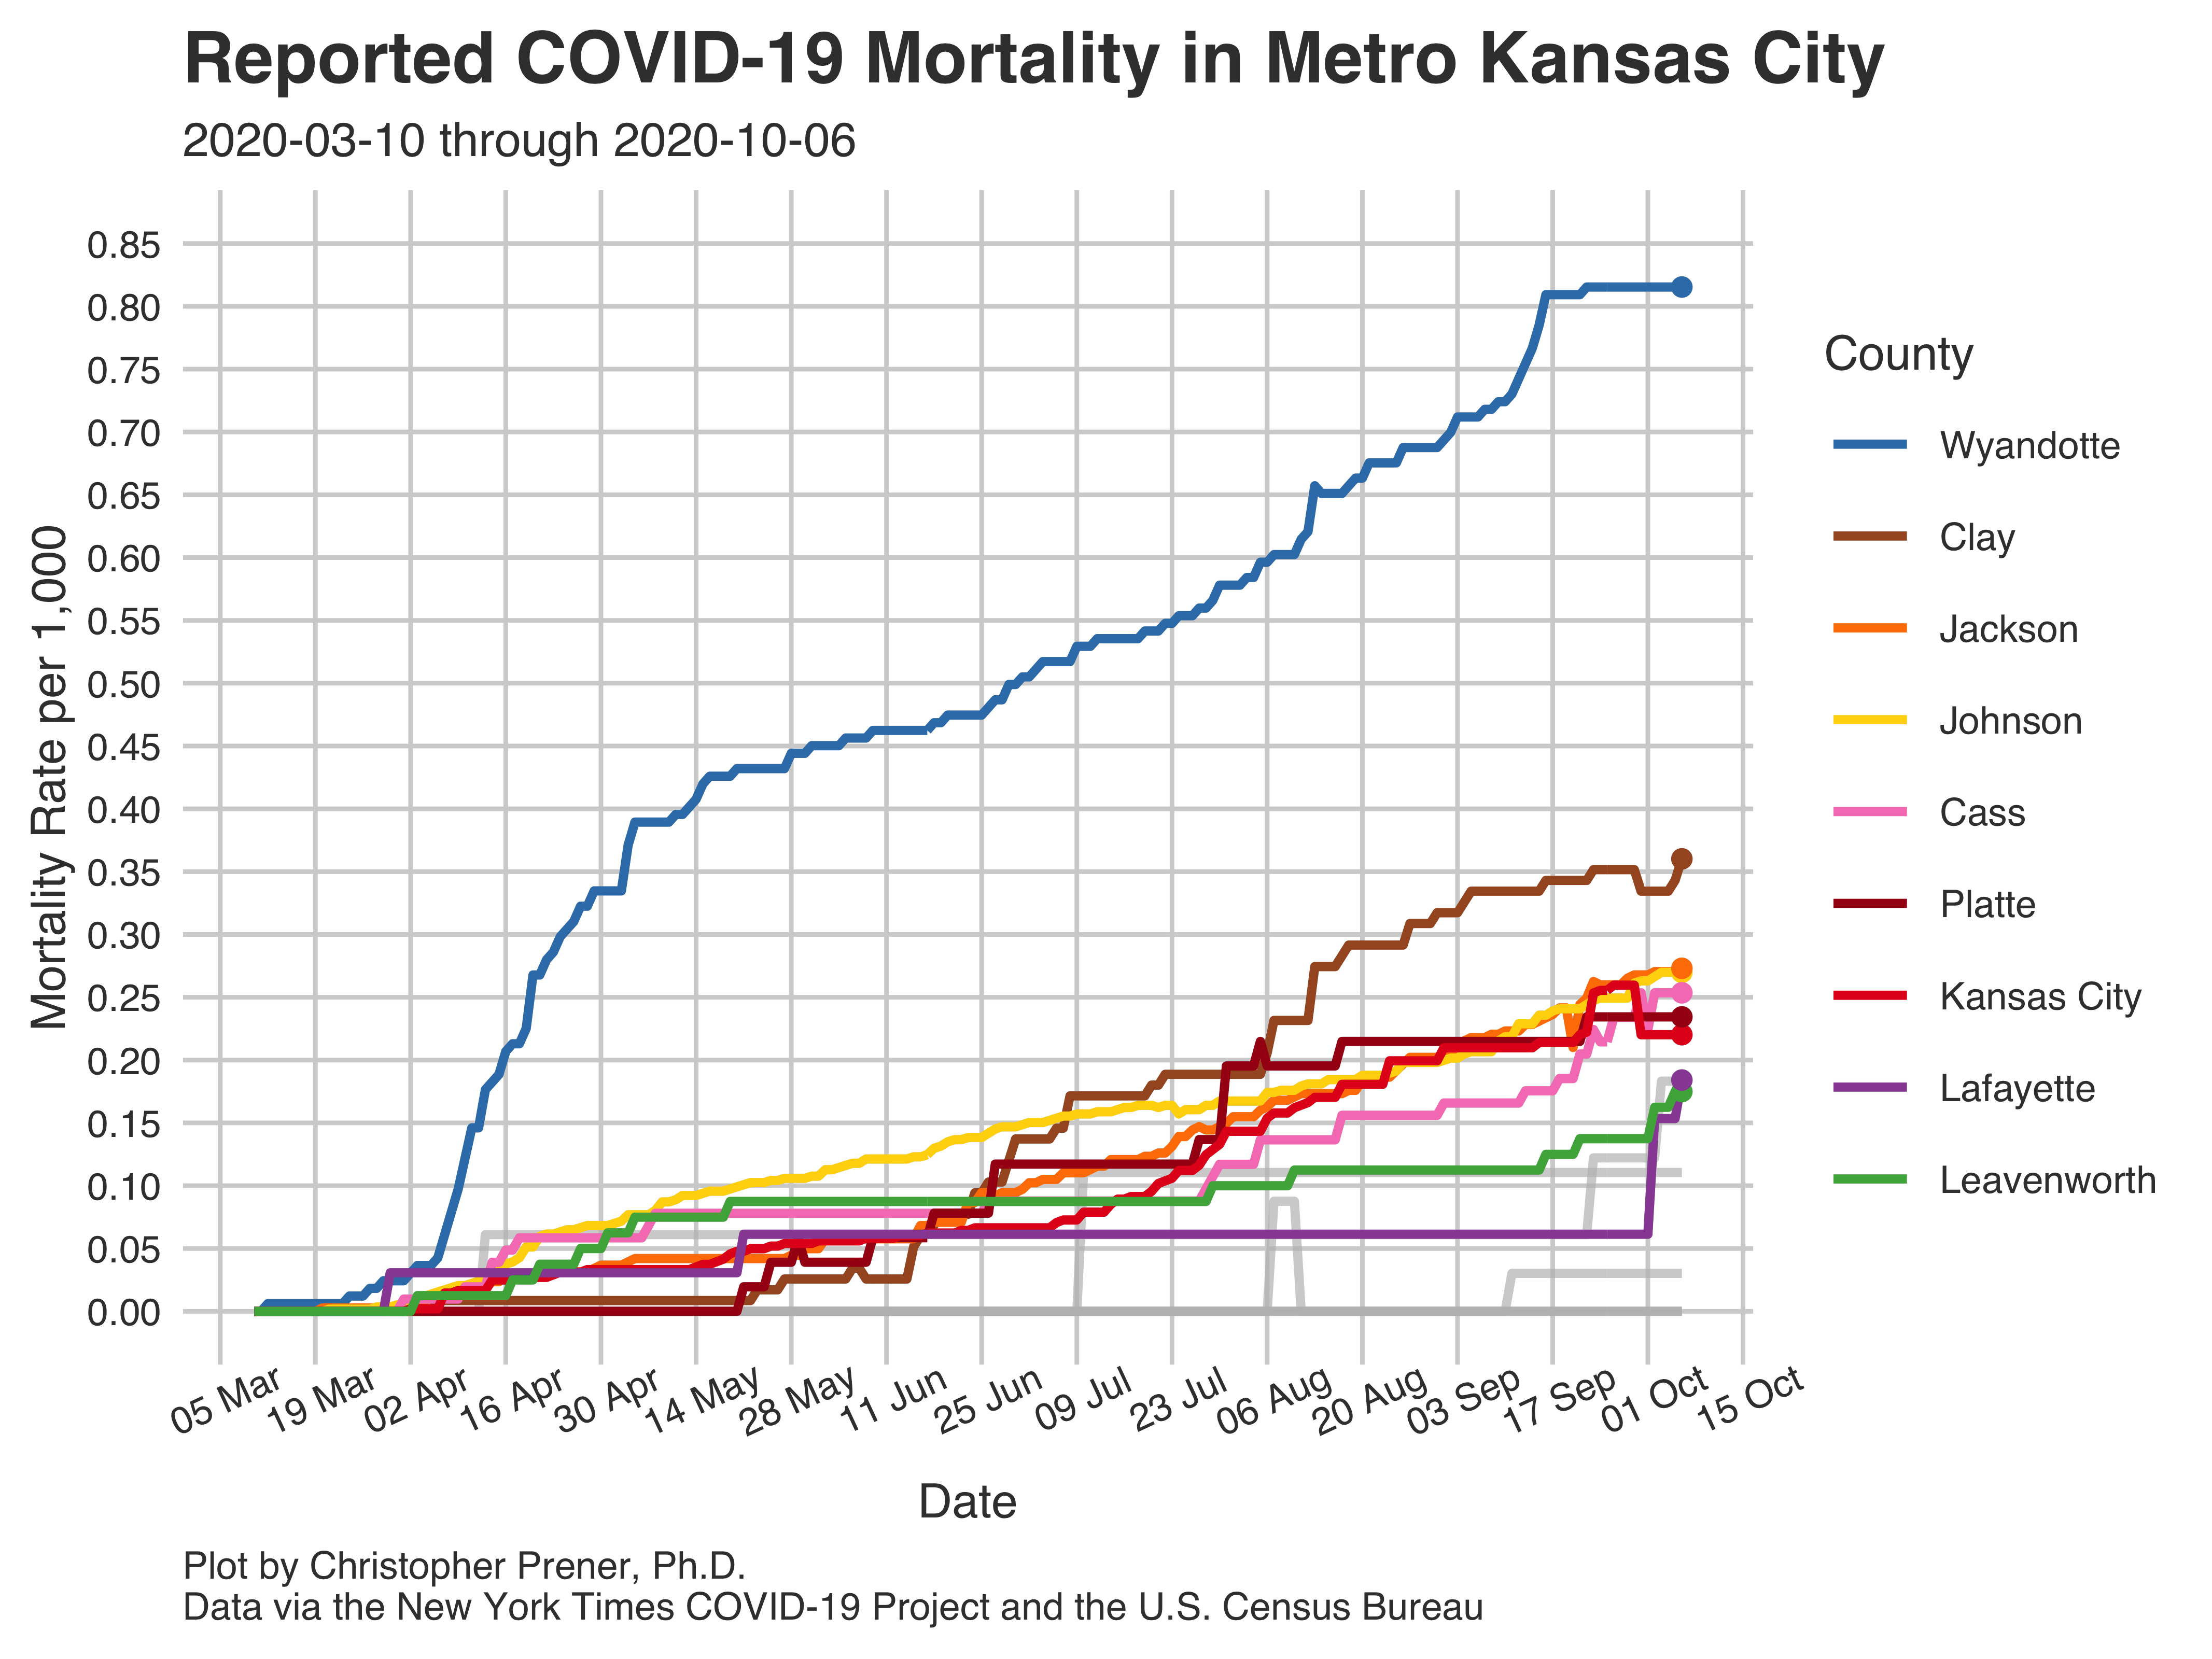 Reported COVID-19 Mortality in Metro Kansas City
2020-03-10 through 2020-10-06
Mortality Rate per 1,000
0.85
0.80
0.75
0.70
0.65
0.60
0.55
0.50
0.45
0.40
0.35
0.30
0.25
0.20
0.15
0.10
0.05
0.00
05 Mar
19 Mar
02 Apr
16 Apr
30 Apr
14 May
28 May
11 Jun
25 Jun
09 Jul
23 Jul
06 Aug
20 Aug
03 Sep
17 Sep
01 Oct
15 Oct
Date
County
Wyandotte
Clay
Jackson
Johnson
Cass
Platte
Kansas City
Lafayette
Leavenworth
Plot by Christopher Prener, Ph.D.
Data via the New York Times COVID-19 Project and the U.S. Census Bureau